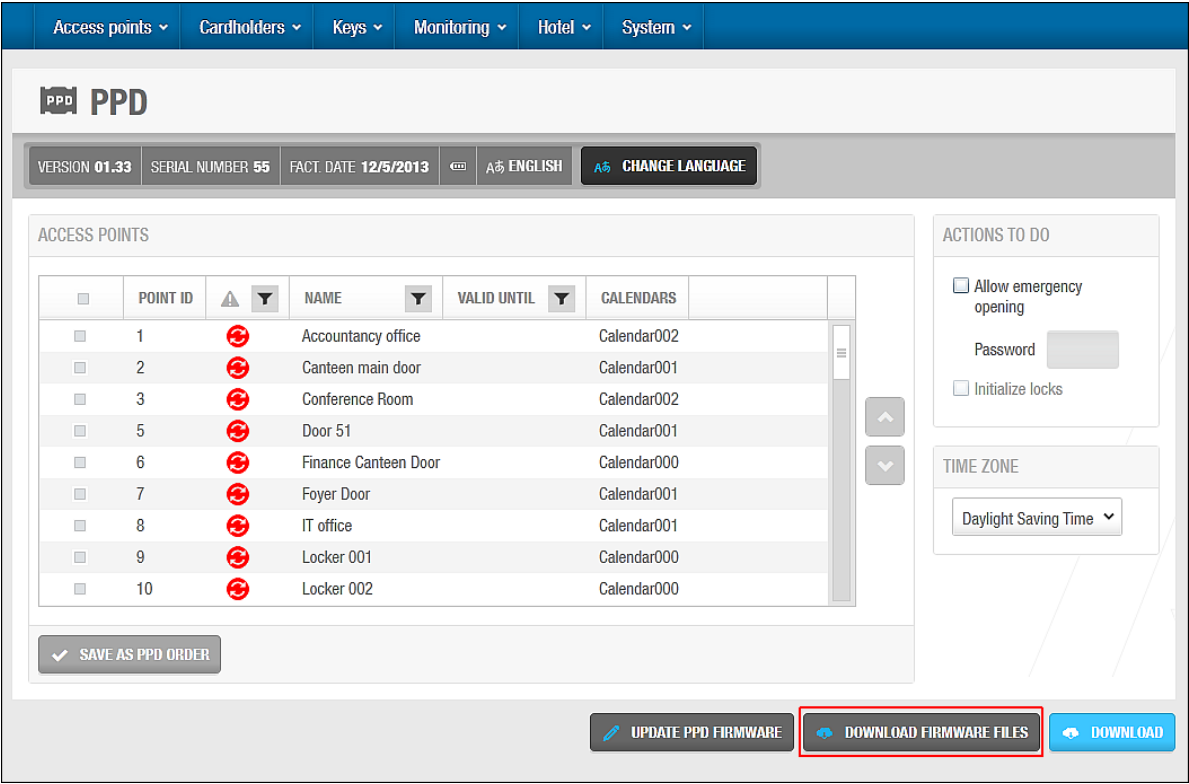 Access points Cardholders Keys Monitoring Hotel System
PPD PPD
VERSION 01.33 SERIAL NUMBER 55 FACT. DATE 12/5/2013 Aあ ENGLISH Aあ CHANGE LANGUAGE
ACCESS POINTS
POINT ID NAME VALID UNTIL CALENDARS
1 Accountancy office Calendar002
2 Canteen main door Calendar001
3 Conference Room Calendar002
5 Door 51 Calendar001
6 Finance Canteen Door Calendar000
7 Foyer Door Calendar001
8 IT office Calendar001
9 Locker 001 Calendar000
10 Locker 002 Calendar000
SAVE AS PPD ORDER
ACTIONS TO DO
Allow emergency
opening
Password
Initialize locks
TIME ZONE
Daylight Saving Time
UPDATE PPD FIRMWARE DOWNLOAD FIRMWARE FILES DOWNLOAD